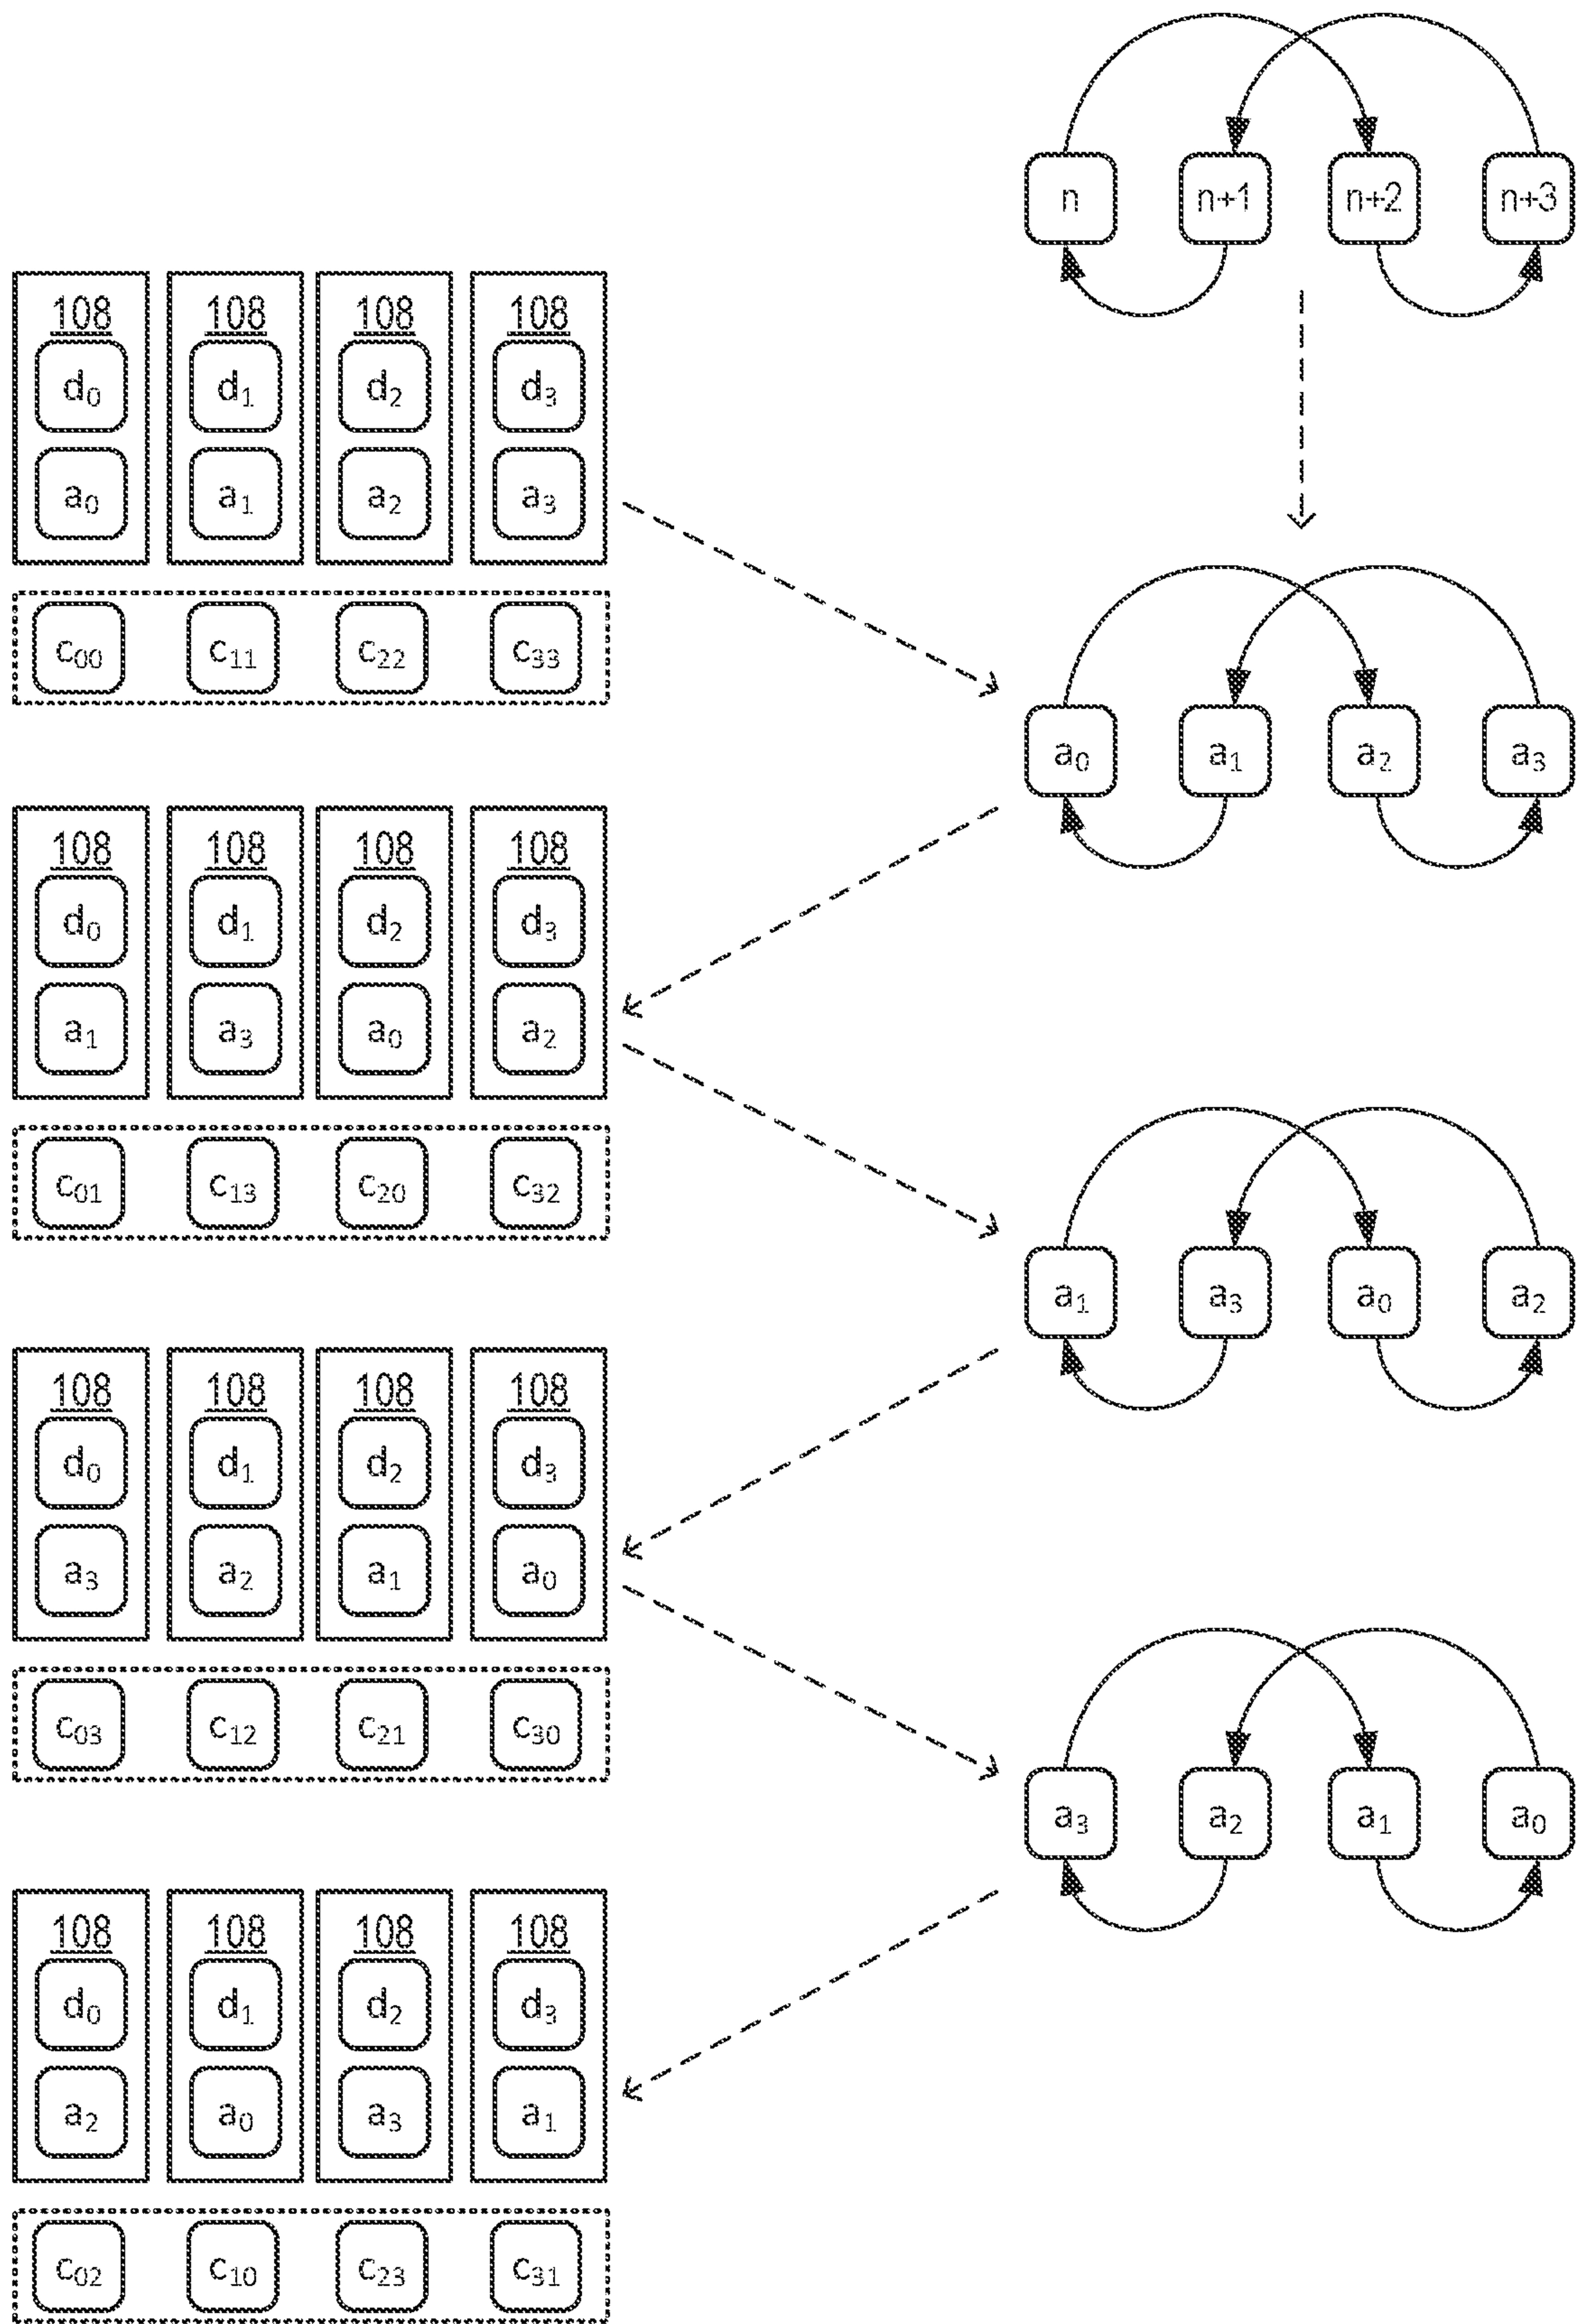 n n+1 n+2 n+3
108 108 108 108
d₀ d₁ d₂ d₃
a₀ a₁ a₂ a₃
c₀₀ c₁₁ c₂₂ c₃₃
a₀ a₁ a₂ a₃
108 108 108 108
d₀ d₁ d₂ d₃
a₁ a₃ a₀ a₂
c₀₁ c₁₃ c₂₀ c₃₂
a₁ a₃ a₀ a₂
108 108 108 108
d₀ d₁ d₂ d₃
a₃ a₂ a₁ a₀
c₀₃ c₁₂ c₂₁ c₃₀
a₃ a₂ a₁ a₀
108 108 108 108
d₀ d₁ d₂ d₃
a₂ a₀ a₃ a₁
c₀₂ c₁₀ c₂₃ c₃₁